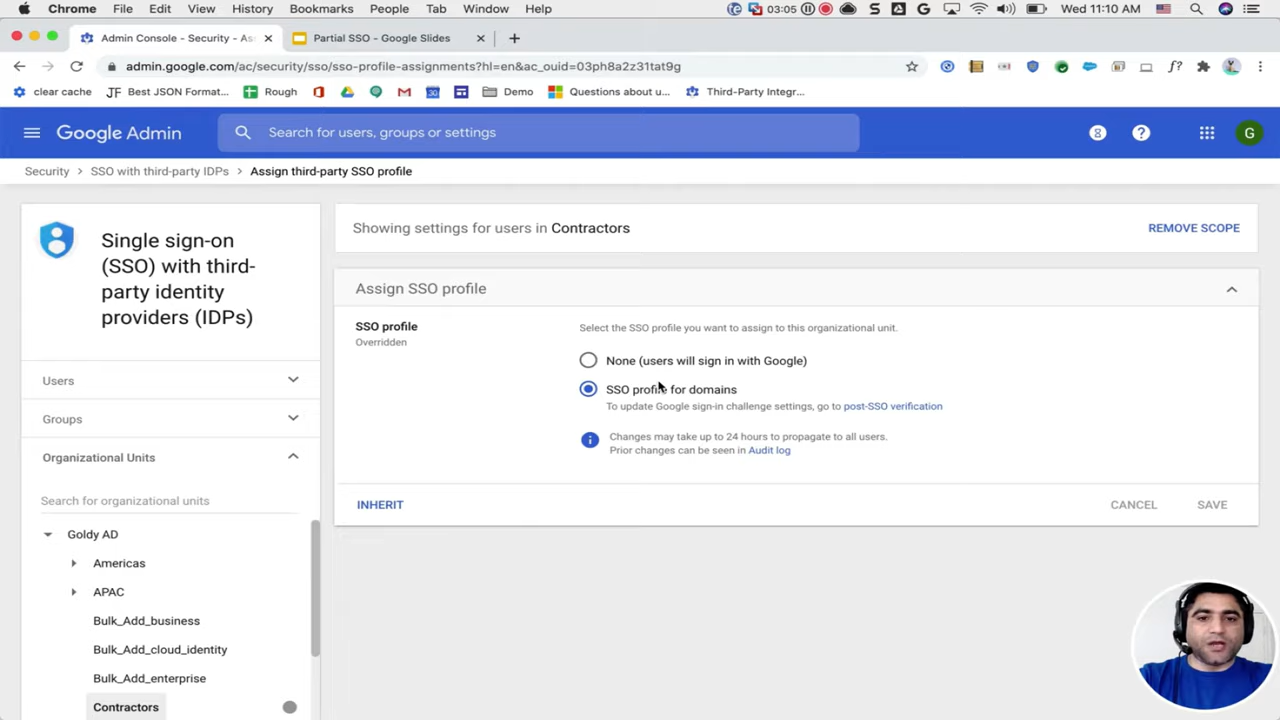 Chrome File Edit View History Bookmarks People Tab Window Help 03:05 Wed 11:10 AM
Admin Console - Security - As Partial SSO - Google Slides
admin.google.com/ac/security/sso/sso-profile-assignments?hl=en&ac_ouid=03ph8a2z31tat9g
clear cache Best JSON Format... Rough Demo Questions about u... Third-Party Integr...
Google Admin Search for users, groups or settings G
Security > SSO with third-party IDPs > Assign third-party SSO profile
Single sign-on
(SSO) with third-
party identity
providers (IDPs)
Users
Groups
Organizational Units
Search for organizational units
Goldy AD
Americas
APAC
Bulk_Add_business
Bulk_Add_cloud_identity
Bulk_Add_enterprise
Contractors
Showing settings for users in Contractors REMOVE SCOPE
Assign SSO profile
SSO profile
Overridden
Select the SSO profile you want to assign to this organizational unit.
None (users will sign in with Google)
SSO profile for domains
To update Google sign-in challenge settings, go to post-SSO verification
Changes may take up to 24 hours to propagate to all users.
Prior changes can be seen in Audit log
INHERIT CANCEL SAVE